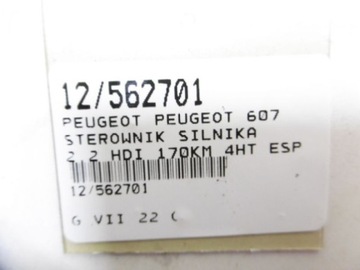 12/562701
PEUGEOT PEUGEOT 607
STEROWNIK SILNIKA
2.2 HDI 170KM 4HT ESP
12/562701
G VII 22 (